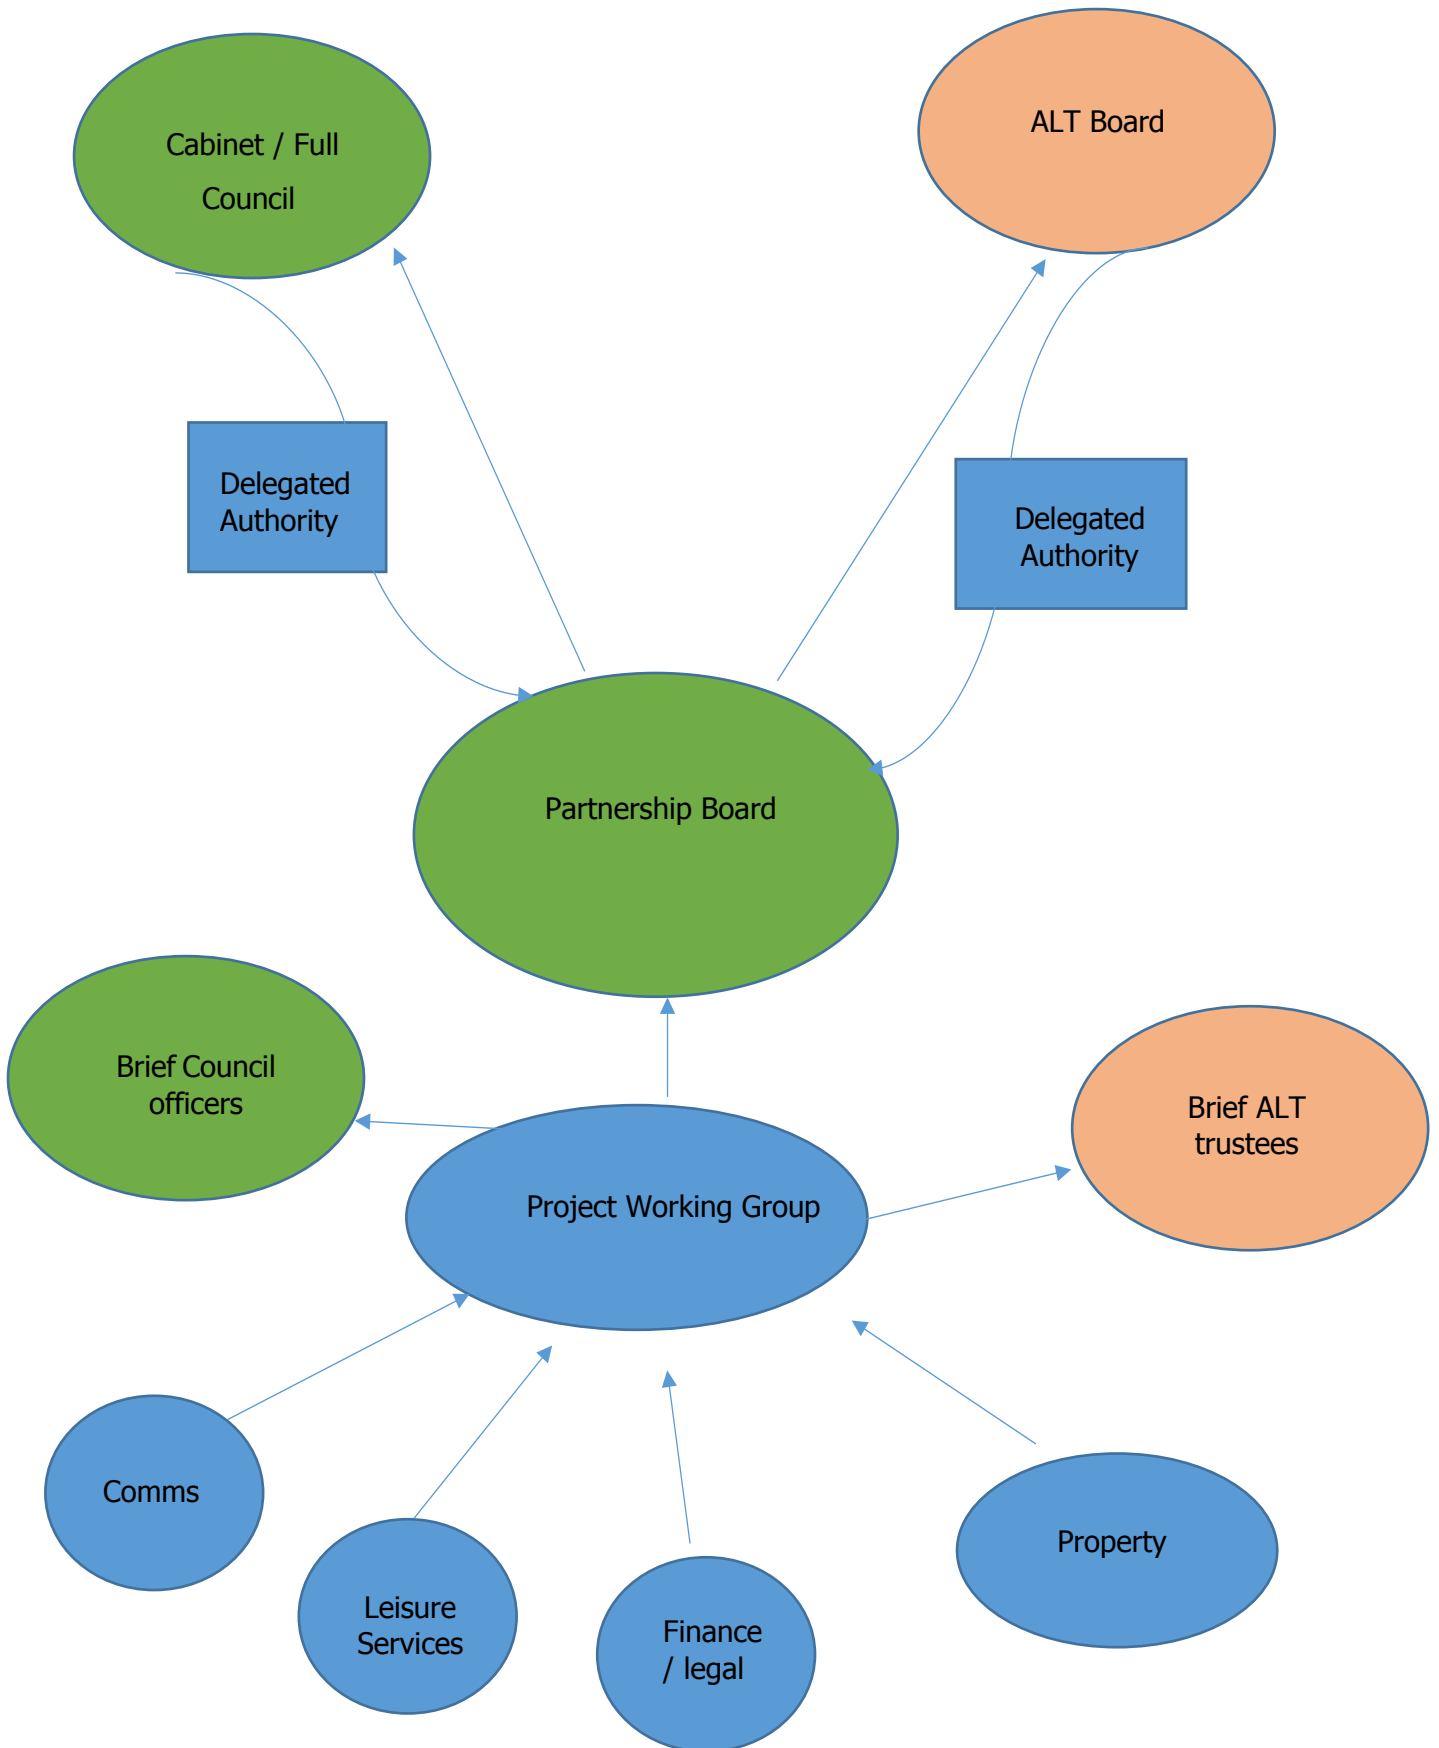 Cabinet / Full
Council
ALT Board
Delegated
Authority
Delegated
Authority
Partnership Board
Brief Council
officers
Brief ALT
trustees
Project Working Group
Comms
Leisure
Services
Finance
/ legal
Property